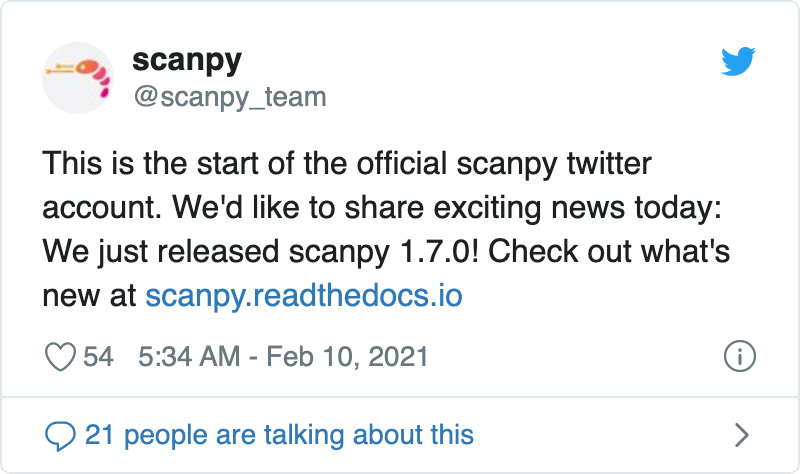 scanpy
@scanpy_team
This is the start of the official scanpy twitter
account. We'd like to share exciting news today:
We just released scanpy 1.7.0! Check out what's
new at scanpy.readthedocs.io
54 5:34 AM - Feb 10, 2021
21 people are talking about this